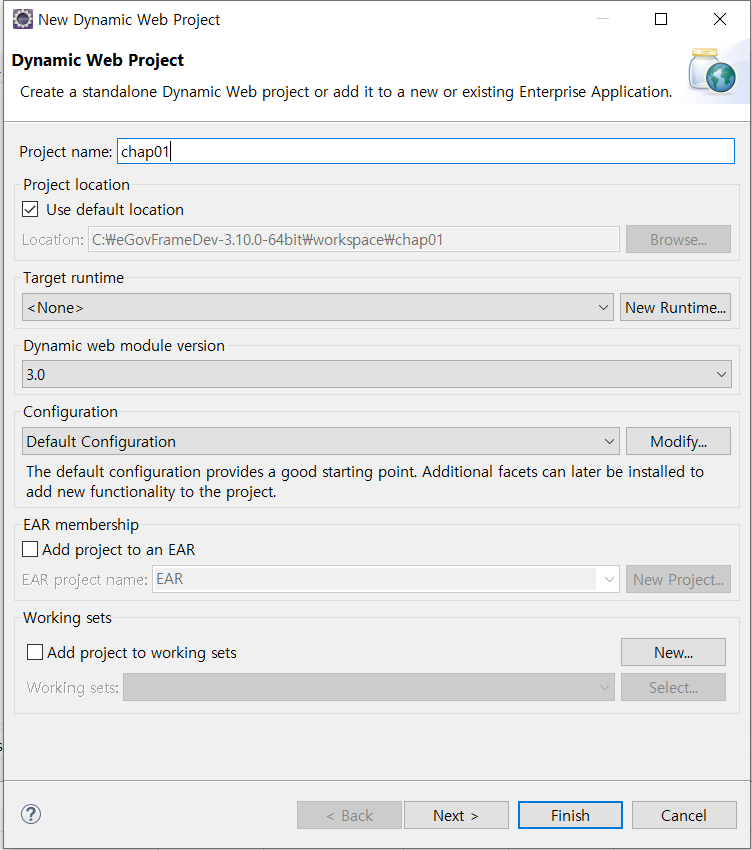 New Dynamic Web Project
Dynamic Web Project
Create a standalone Dynamic Web project or add it to a new or existing Enterprise Application.
Project name: chap01
Project location
Use default location
Location: C:₩eGovFrameDev-3.10.0-64bit₩workspace₩chap01 Browse...
Target runtime
<None> New Runtime...
Dynamic web module version
3.0
Configuration
Default Configuration Modify...
The default configuration provides a good starting point. Additional facets can later be installed to
add new functionality to the project.
EAR membership
Add project to an EAR
EAR project name: EAR New Project...
Working sets
Add project to working sets New...
Working sets: Select...
? < Back Next > Finish Cancel